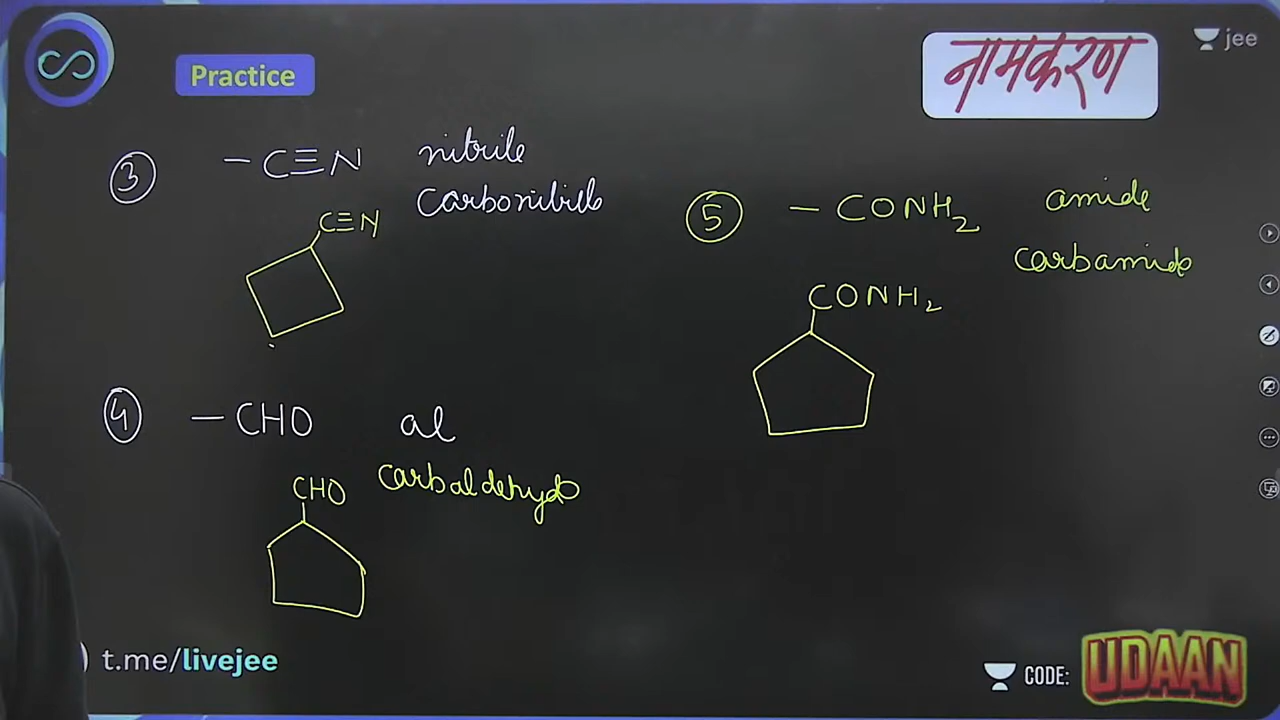 Practice
नामकरण
jee
③ -C≡N nitrile
carbonitrile
C≡N
④ -CHO al
carbaldehyde
CHO
⑤ -CONH₂ amide
carbamide
CONH₂
t.me/livejee
CODE: UDAAN